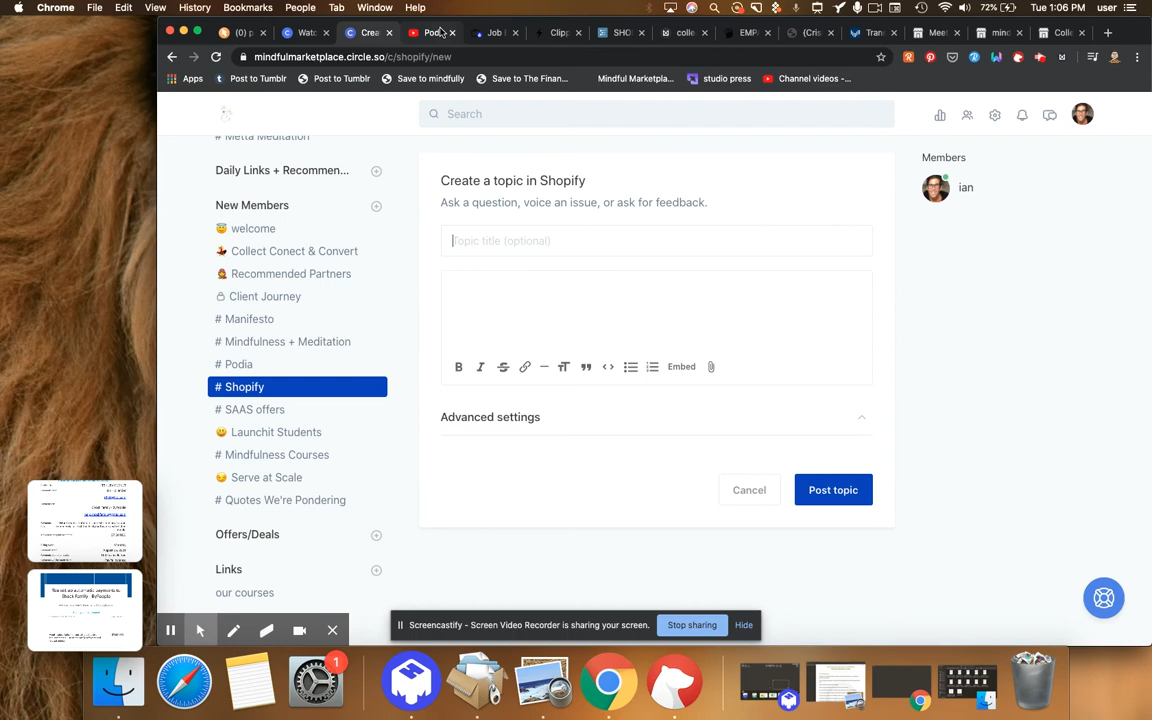 Chrome File Edit View History Bookmarks People Tab Window Help 72% Tue 1:06 PM user
(0) p Watc Crea Pod Job Clipp SHO colle EMP (Cris Tran Meet mind Colle
mindfulmarketplace.circle.so/c/shopify/new
Apps Post to Tumblr Post to Tumblr Save to mindfully Save to The Finan... Mindful Marketpla... studio press Channel videos -...
Search
# Metta Meditation
Daily Links + Recommen...
New Members
welcome
Collect Conect & Convert
Recommended Partners
Client Journey
# Manifesto
# Mindfulness + Meditation
# Podia
# Shopify
# SAAS offers
Launchit Students
# Mindfulness Courses
Serve at Scale
# Quotes We're Pondering
Offers/Deals
Links
our courses
Create a topic in Shopify
Ask a question, voice an issue, or ask for feedback.
Topic title (optional)
B I S Embed
Advanced settings
Cancel Post topic
Members
ian
Screencastify - Screen Video Recorder is sharing your screen. Stop sharing Hide
1